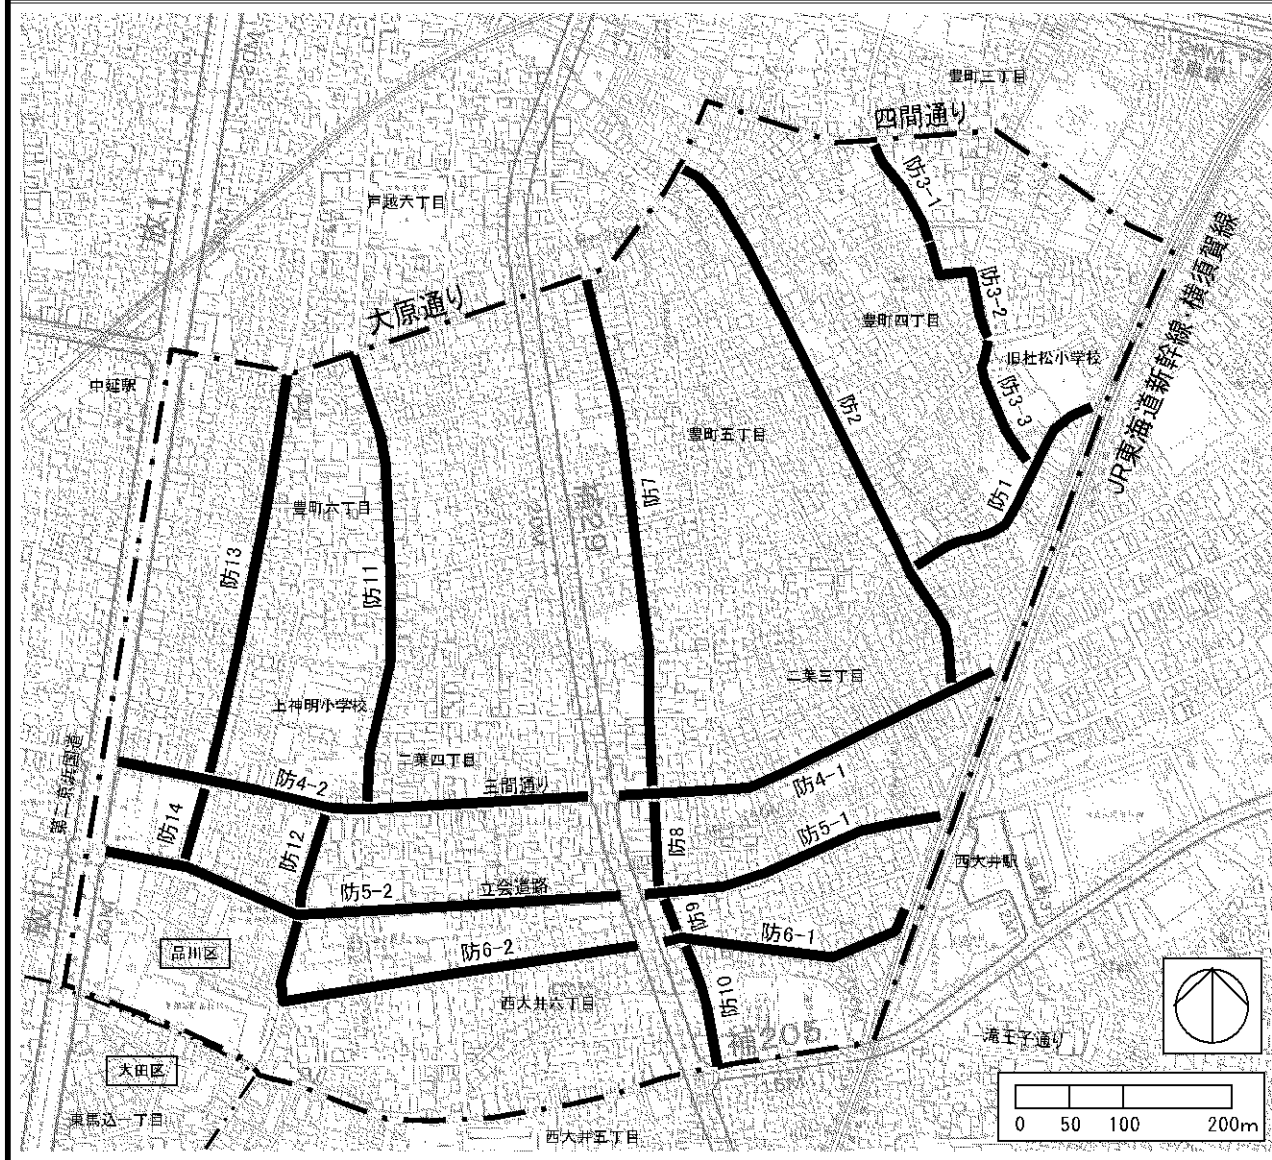 豊町三丁目
四間通り
防3-1
戸越六丁目
大原通り
防3-2
豊町四丁目
旧杜松小学校
JR東海道新幹線・横須賀線
中延駅
防3-3
防2
豊町五丁目
防7
防1
補29
豊町六丁目
防13
防11
二葉三丁目
上神明小学校
二葉四丁目
三間通り
防4-2
防4-1
第二京浜国道
防14
防12
防8
防5-1
西大井駅
防5-2
立会道路
防9
防6-1
品川区
防6-2
西大井六丁目
防10
補205
滝王子通り
大田区
東馬込一丁目
西大井五丁目
0 50 100 200m